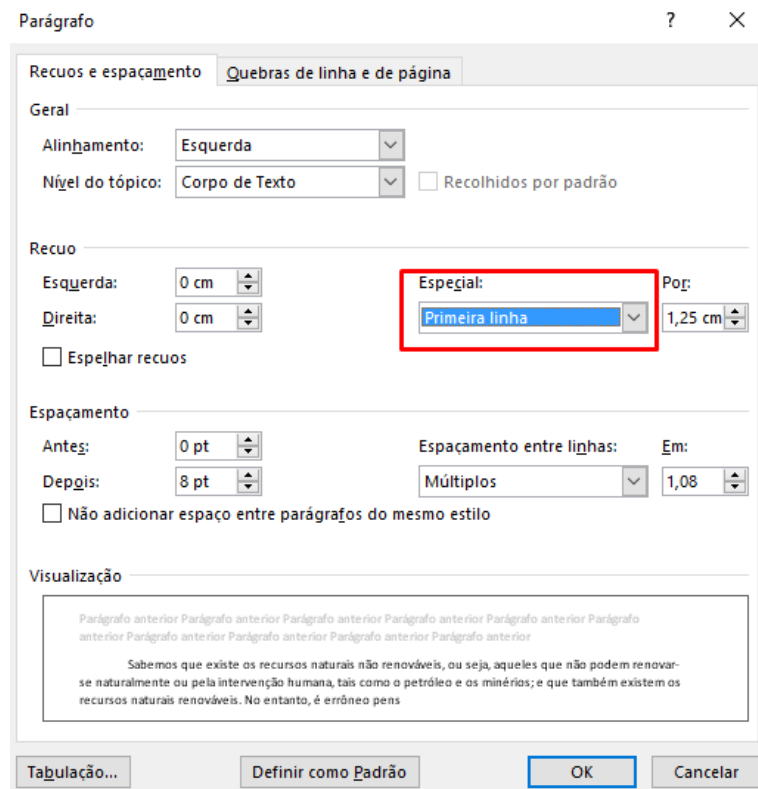 Parágrafo ?
Recuos e espaçamento Quebras de linha e de página
Geral
Alinhamento: Esquerda
Nível do tópico: Corpo de Texto Recolhidos por padrão
Recuo
Esquerda: 0 cm Especial: Por:
Direita: 0 cm Primeira linha 1,25 cm
Espelhar recuos
Espaçamento
Antes: 0 pt Espaçamento entre linhas: Em:
Depois: 8 pt Múltiplos 1,08
Não adicionar espaço entre parágrafos do mesmo estilo
Visualização
Parágrafo anterior Parágrafo anterior Parágrafo anterior Parágrafo anterior Parágrafo anterior Parágrafo
anterior Parágrafo anterior Parágrafo anterior Parágrafo anterior Parágrafo anterior
Sabemos que existe os recursos naturais não renováveis, ou seja, aqueles que não podem renovar-
se naturalmente ou pela intervenção humana, tais como o petróleo e os minérios; e que também existem os
recursos naturais renováveis. No entanto, é errôneo pens
Tabulação... Definir como Padrão OK Cancelar